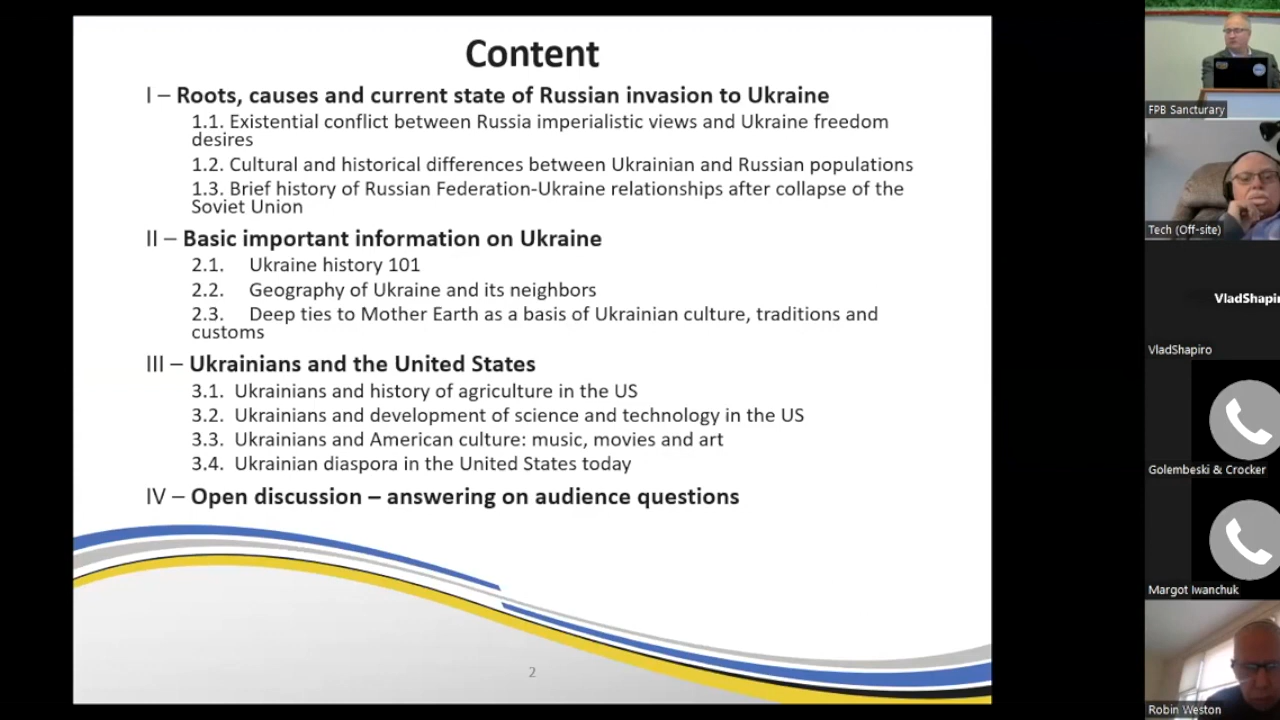 Content
I – Roots, causes and current state of Russian invasion to Ukraine
1.1. Existential conflict between Russia imperialistic views and Ukraine freedom
desires
1.2. Cultural and historical differences between Ukrainian and Russian populations
1.3. Brief history of Russian Federation-Ukraine relationships after collapse of the
Soviet Union
II – Basic important information on Ukraine
2.1. Ukraine history 101
2.2. Geography of Ukraine and its neighbors
2.3. Deep ties to Mother Earth as a basis of Ukrainian culture, traditions and
customs
III – Ukrainians and the United States
3.1. Ukrainians and history of agriculture in the US
3.2. Ukrainians and development of science and technology in the US
3.3. Ukrainians and American culture: music, movies and art
3.4. Ukrainian diaspora in the United States today
IV – Open discussion – answering on audience questions
2
FPB Sancturary
Tech (Off-site)
VladShapi
VladShapiro
Golembeski & Crocker
Margot Iwanchuk
Robin Weston